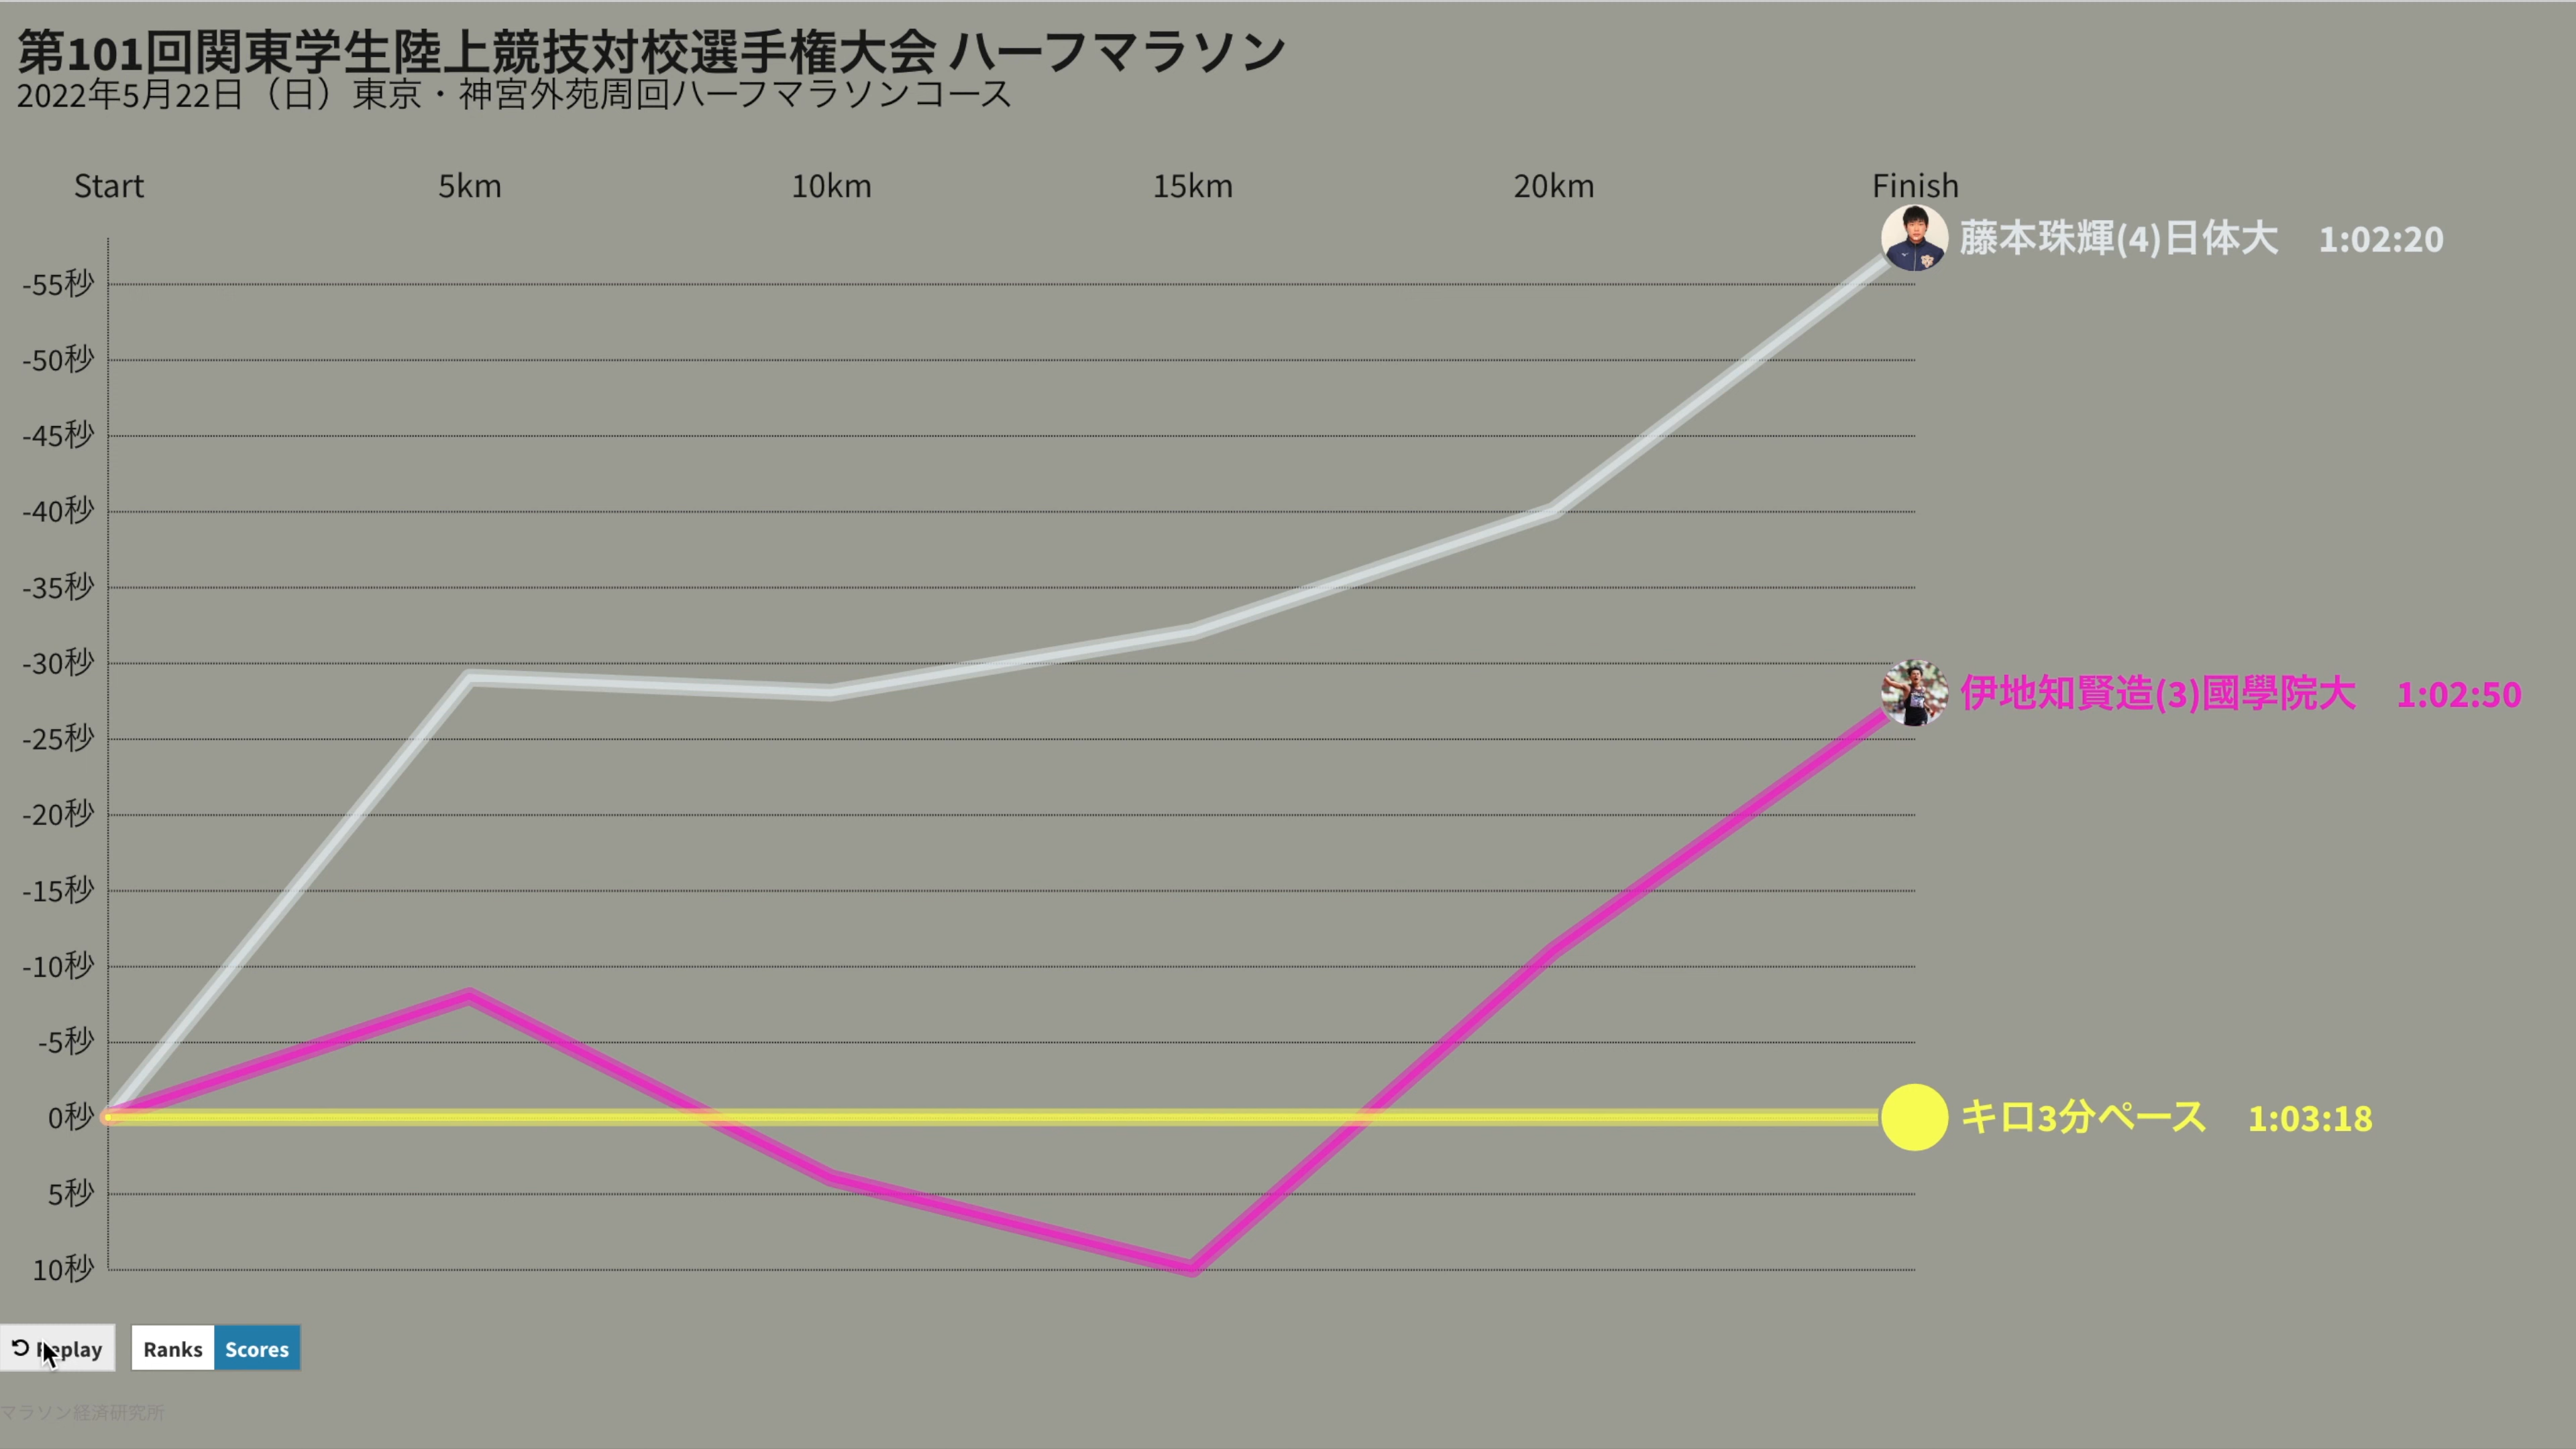 第101回関東学生陸上競技対校選手権大会 ハーフマラソン
2022年5月22日（日）東京・神宮外苑周回ハーフマラソンコース
Start 5km 10km 15km 20km Finish
藤本珠輝(4)日体大 1:02:20
-55秒
-50秒
-45秒
-40秒
-35秒
-30秒
伊地知賢造(3)國學院大 1:02:50
-25秒
-20秒
-15秒
-10秒
-5秒
0秒
キロ3分ペース 1:03:18
5秒
10秒
Replay Ranks Scores
マラソン経済研究所